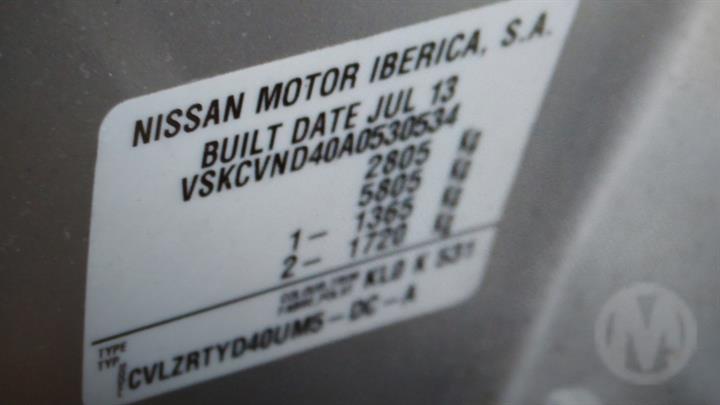 NISSAN MOTOR IBERICA, S.A.
BUILT DATE JUL 13
VSKCVND40A0530534
2805 Kg
5805 Kg
1- 1365 Kg
2- 1720 Kg
KL0 K 531
TYPE
TYP
CVLZRTYD40UM5-DC-A
M